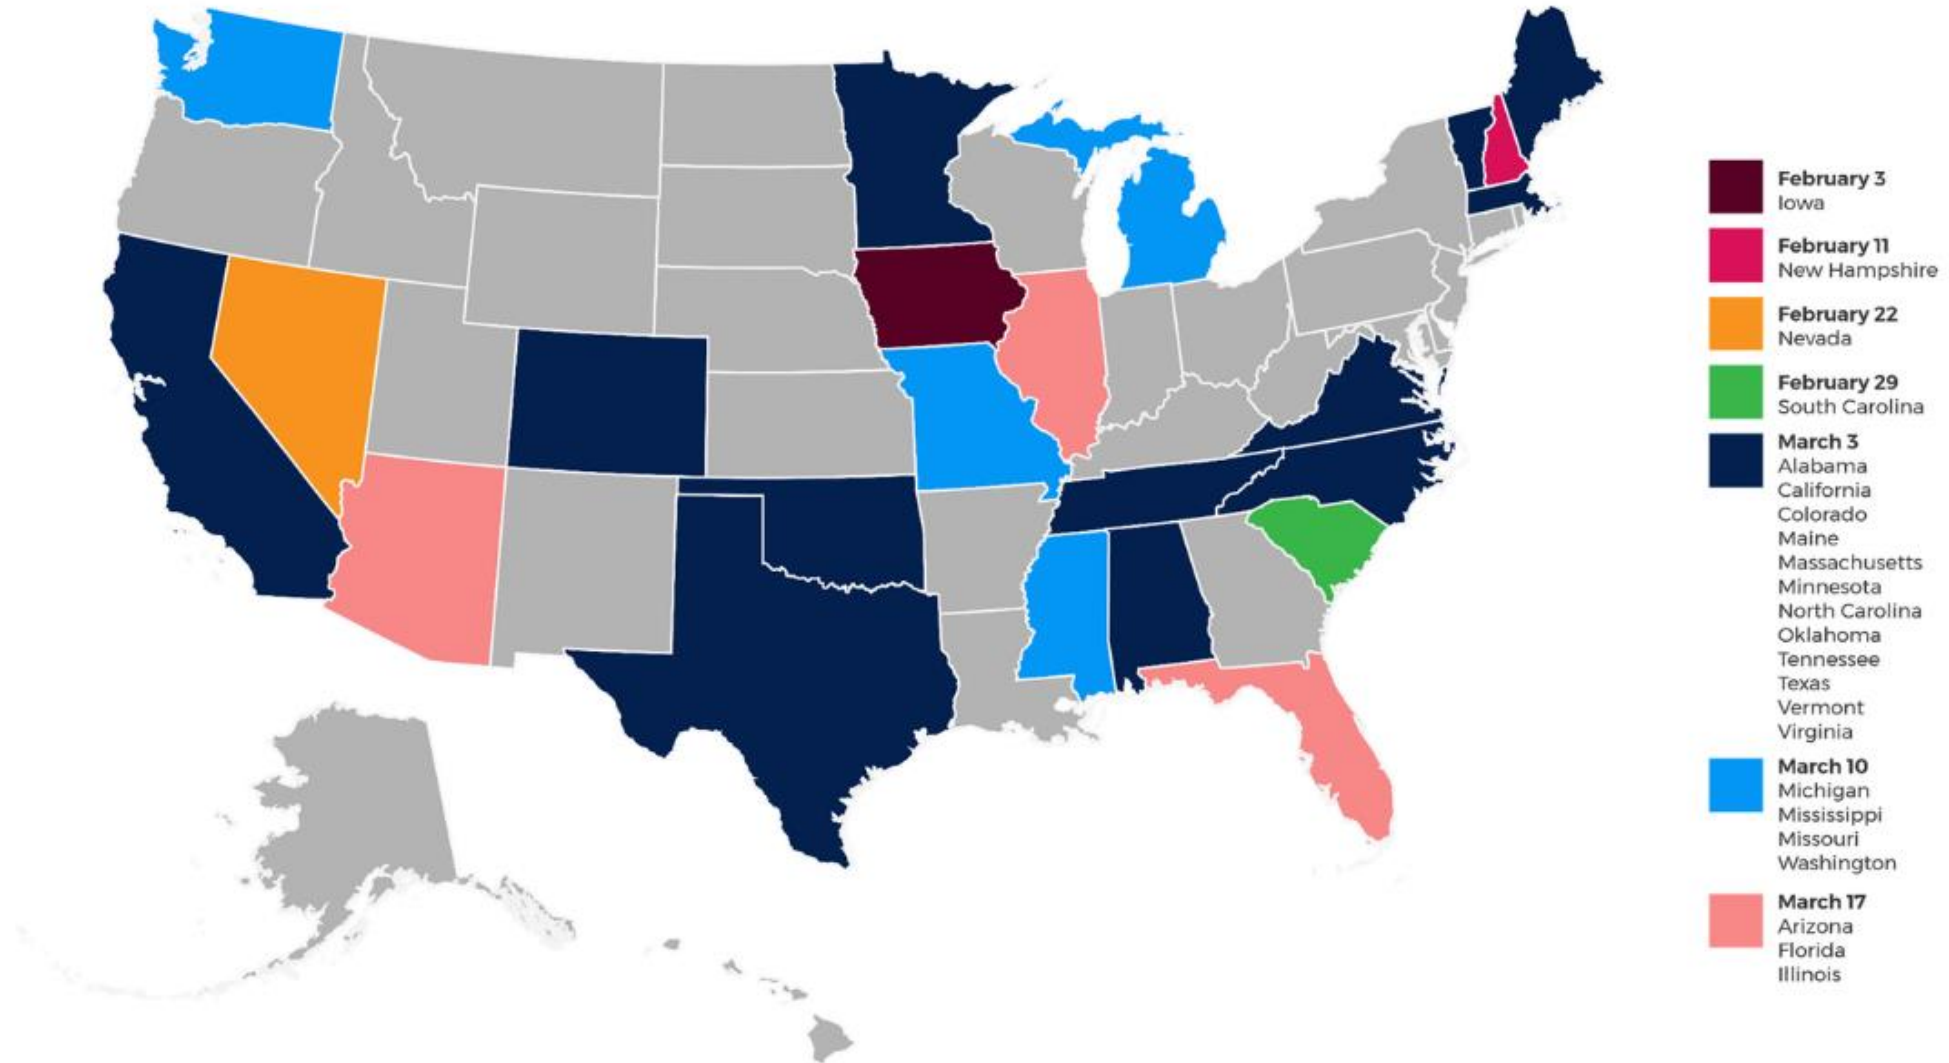 February 3
Iowa
February 11
New Hampshire
February 22
Nevada
February 29
South Carolina
March 3
Alabama
California
Colorado
Maine
Massachusetts
Minnesota
North Carolina
Oklahoma
Tennessee
Texas
Vermont
Virginia
March 10
Michigan
Mississippi
Missouri
Washington
March 17
Arizona
Florida
Illinois